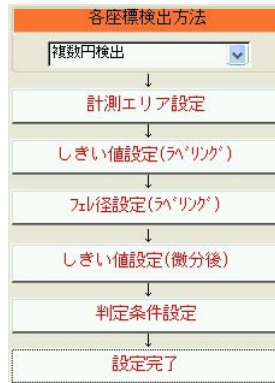 各座標検出方法
複数円検出
↓
計測エリア設定
↓
しきい値設定(ﾗﾍﾞﾘﾝｸﾞ)
↓
ﾌｪﾚ径設定(ﾗﾍﾞﾘﾝｸﾞ)
↓
しきい値設定(微分後)
↓
判定条件設定
↓
設定完了